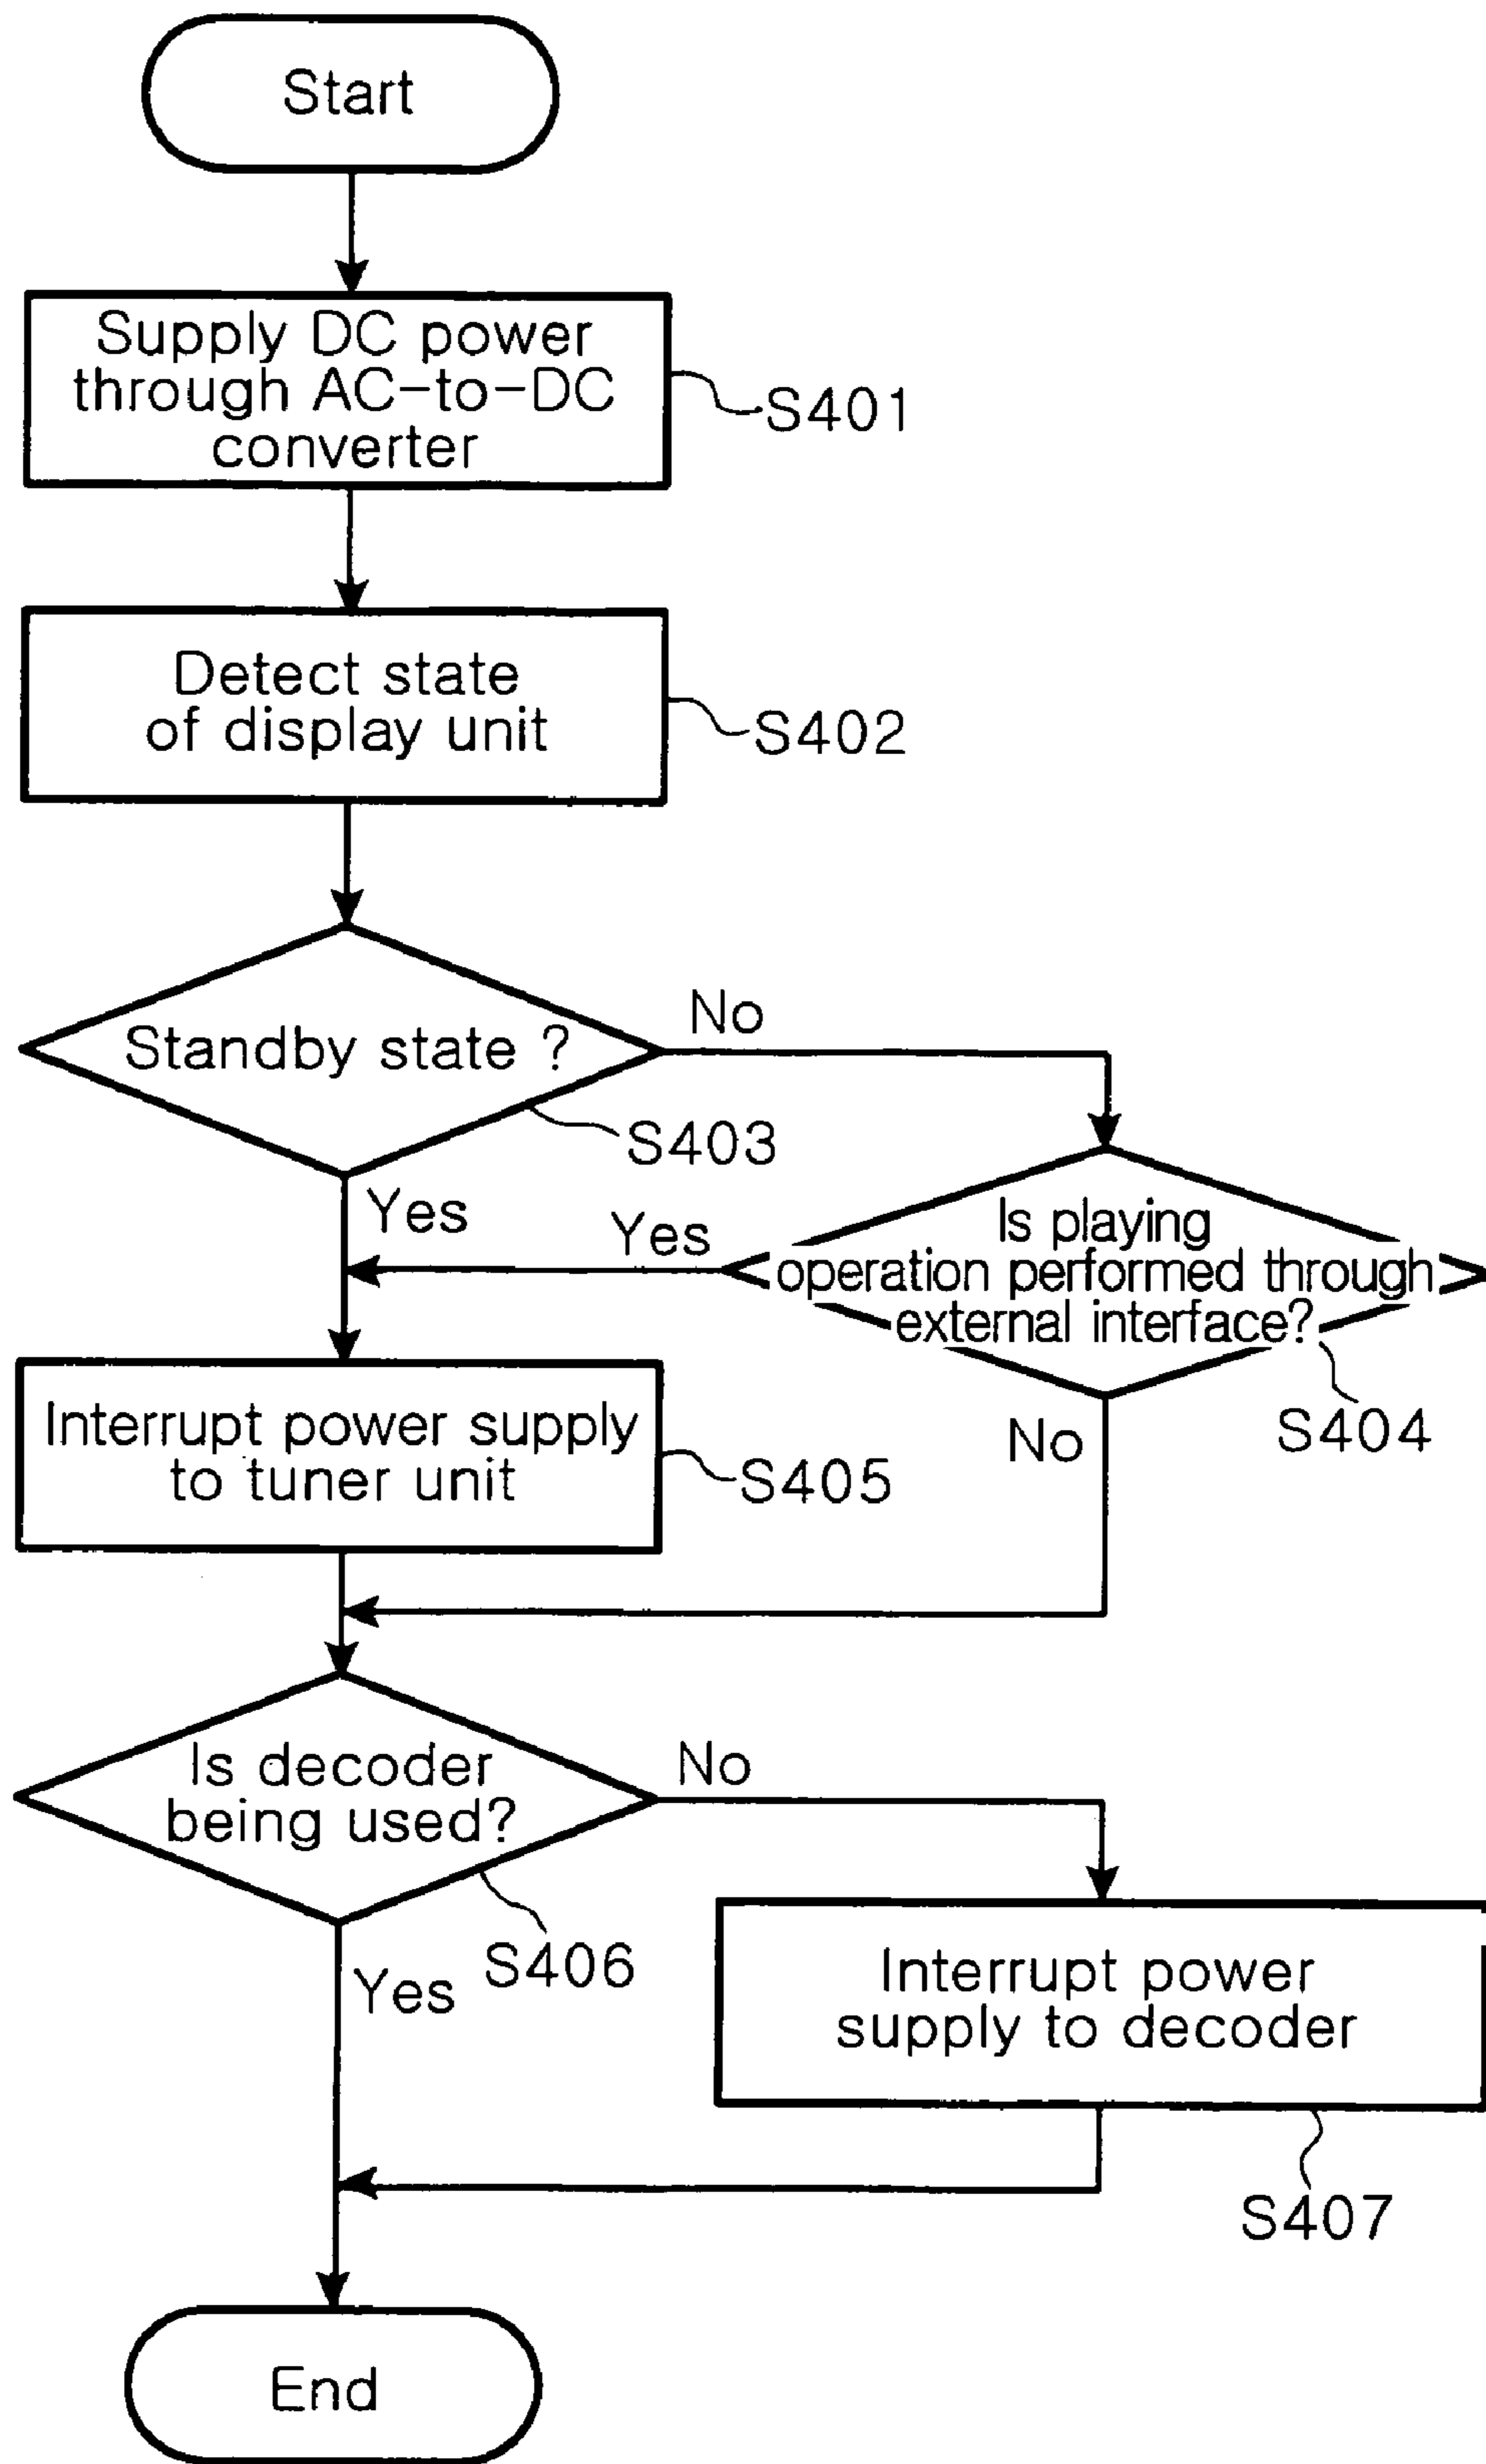 Start
Supply DC power
through AC-to-DC
converter
S401
Detect state
of display unit
S402
Standby state ?
No
S403
Yes
Yes
Is playing
operation performed through
external interface?
S404
No
Interrupt power supply
to tuner unit
S405
Is decoder
being used?
No
S406
Yes
Interrupt power
supply to decoder
S407
End